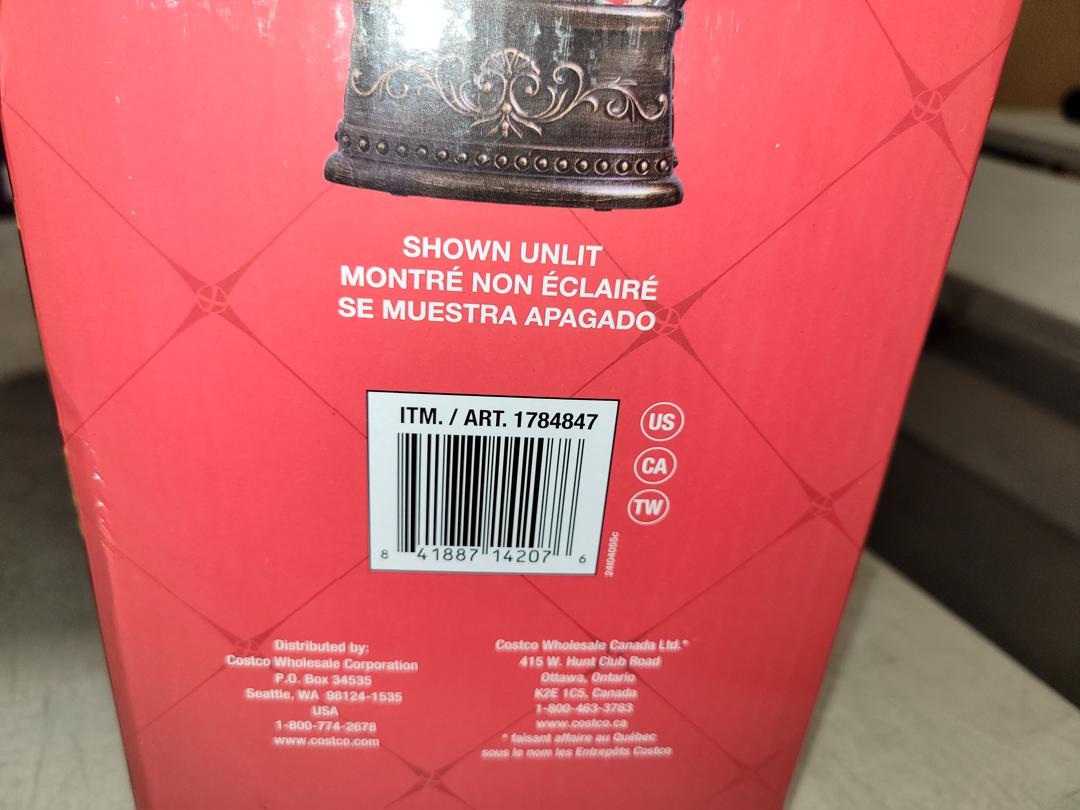 SHOWN UNLIT
MONTRÉ NON ÉCLAIRÉ
SE MUESTRA APAGADO
ITM. / ART. 1784847
US
CA
TW
8 41887 14207 6
24I04055c
Distributed by:
Costco Wholesale Corporation
P.O. Box 34535
Seattle, WA 98124-1535
USA
1-800-774-2678
www.costco.com
Costco Wholesale Canada Ltd.*
415 W. Hunt Club Road
Ottawa, Ontario
K2E 1C5, Canada
1-800-463-3783
www.costco.ca
* faisant affaire au Québec
sous le nom les Entrepôts Costco